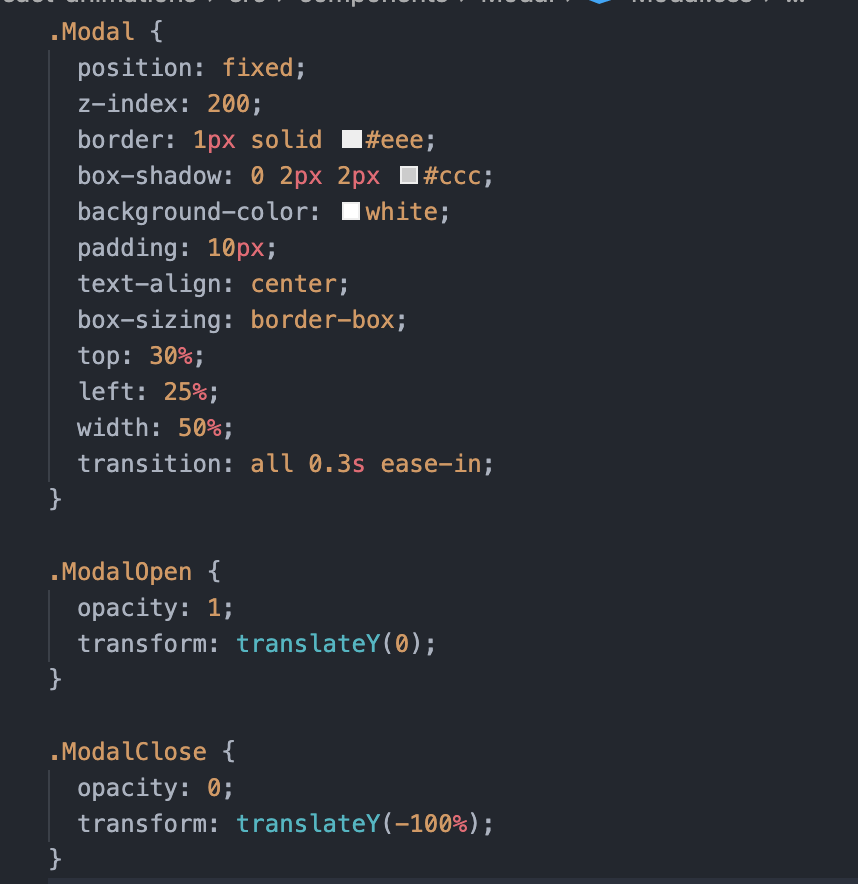 .Modal {
  position: fixed;
  z-index: 200;
  border: 1px solid #eee;
  box-shadow: 0 2px 2px #ccc;
  background-color: white;
  padding: 10px;
  text-align: center;
  box-sizing: border-box;
  top: 30%;
  left: 25%;
  width: 50%;
  transition: all 0.3s ease-in;
}

.ModalOpen {
  opacity: 1;
  transform: translateY(0);
}

.ModalClose {
  opacity: 0;
  transform: translateY(-100%);
}